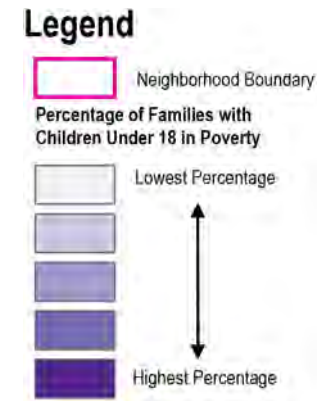 Legend
Neighborhood Boundary
Percentage of Families with
Children Under 18 in Poverty
Lowest Percentage
Highest Percentage